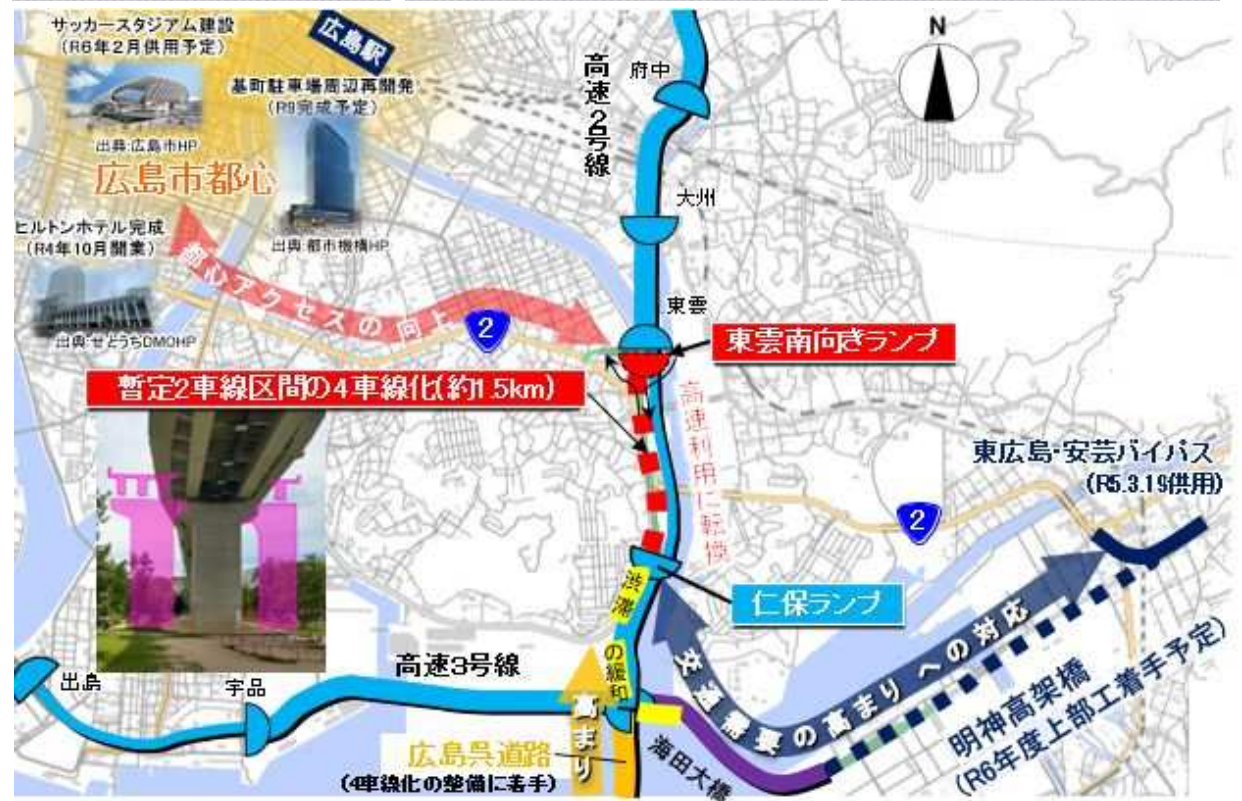 サッカースタジアム建設
(R6年2月供用予定)
出典:広島市HP
広島駅
基町駐車場周辺再開発
(R9完成予定)
出典:都市機構HP
広島市都心
ヒルトンホテル完成
(R4年10月開業)
出典:せとうちDMOHP
都心アクセスの向上
2
高速2号線
府中
N
大州
東雲
東雲南向きランプ
暫定2車線区間の4車線化(約1.5km)
高速利用に転換
東広島・安芸バイパス
(R5.3.19供用)
2
仁保ランプ
渋滞の緩和
交通需要の高まりへの対応
明神高架橋
(R6年度上部工着手予定)
高速3号線
出島
宇品
高まり
広島呉道路
(4車線化の整備に着手)
海田大橋